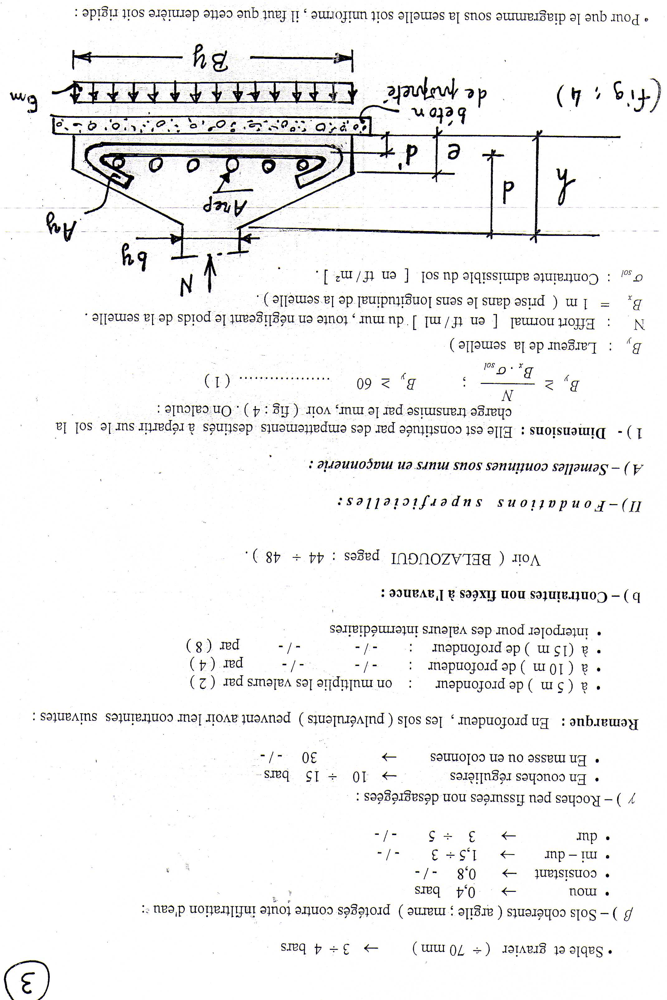 3
• Sable et gravier ( ÷ 70 mm ) → 3 ÷ 4 bars
β ) – Sols cohérents ( argile ; marne ) protégés contre toute infiltration d'eau :
• mou → 0,4 bars
• consistant → 0,8 -/-
• mi – dur → 1,5 ÷ 3 -/-
• dur → 3 ÷ 5 -/-
γ ) – Roches peu fissurées non désagrégées :
• En couches régulières → 10 ÷ 15 bars
• En masse ou en colonnes → 30 -/-
Remarque : En profondeur , les sols ( pulvérulents ) peuvent avoir leur contraintes suivantes :
• à ( 5 m ) de profondeur : on multiplie les valeurs par ( 2 )
• à ( 10 m ) de profondeur : -/- -/- par ( 4 )
• à (15 m ) de profondeur : -/- -/- par ( 8 )
• interpoler pour des valeurs intermédiaires
b ) – Contraintes non fixées à l'avance :
Voir ( BELAZOUGUI pages : 44 ÷ 48 ) .
II ) – Fondations superficielles :
A ) – Semelles continues sous murs en maçonnerie :
1 ) - Dimensions : Elle est constituée par des empattements destinés à répartir sur le sol la
charge transmise par le mur, voir ( fig : 4 ) . On calcule :
B_y ≥ N / (B_x . σ_sol) ; B_y ≥ 60 .................... ( 1 )
B_y : Largeur de la semelle )
N : Effort normal [ en tf / ml ] du mur , toute en négligeant le poids de la semelle .
B_x = 1 m ( prise dans le sens longitudinal de la semelle ) .
σ_sol : Contrainte admissible du sol [ en tf / m² ] .
N
by
Ay
Arep
h
d
e
d'
béton
de propreté
(fig : 4)
σm
By
• Pour que le diagramme sous la semelle soit uniforme , il faut que cette dernière soit rigide :